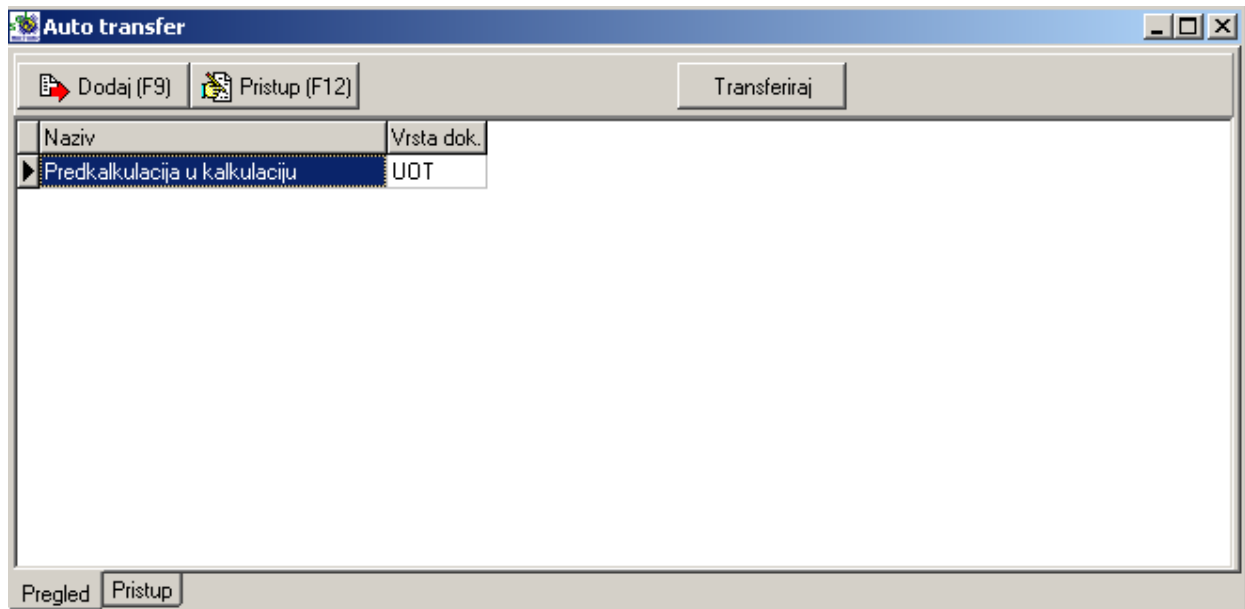 Auto transfer
Dodaj (F9) Pristup (F12) Transferiraj
Naziv Vrsta dok.
Predkalkulacija u kalkulaciju UOT
Pregled Pristup